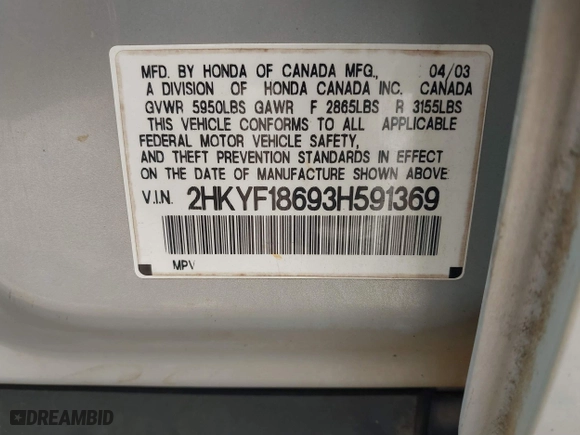 MFD. BY HONDA OF CANADA MFG., 04/03
A DIVISION OF HONDA CANADA INC. CANADA
GVWR 5950LBS GAWR F 2865LBS R 3155LBS
THIS VEHICLE CONFORMS TO ALL APPLICABLE
FEDERAL MOTOR VEHICLE SAFETY,
AND THEFT PREVENTION STANDARDS IN EFFECT
ON THE DATE OF MANUFACTURE SHOWN ABOVE
V.I.N. 2HKYF18693H591369
MPV
DREAMBID